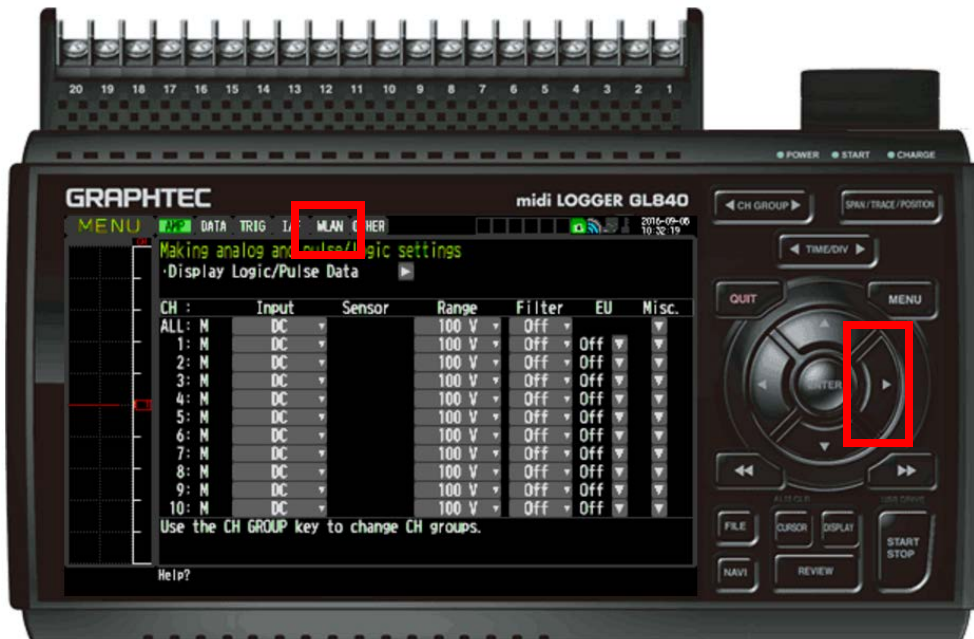 20 19 18 17 16 15 14 13 12 11 10 9 8 7 6 5 4 3 2 1
POWER START CHARGE
GRAPHTEC midi LOGGER GL840
CH GROUP SPAN/TRACE/POSITION
MENU AMP DATA TRIG WLAN 2016-09-06
10:32:19
Making analog and settings
TIME/DIV
·Display Logic/Pulse Data
QUIT MENU
CH : Input Sensor Range Filter EU Misc.
ALL: M DC 100 V Off
1: M DC 100 V Off Off
2: M DC 100 V Off Off
3: M DC 100 V Off Off
4: M DC 100 V Off Off
5: M DC 100 V Off Off
6: M DC 100 V Off Off
7: M DC 100 V Off Off
8: M DC 100 V Off Off
9: M DC 100 V Off Off
10: M DC 100 V Off Off
ENTER
Use the CH GROUP key to change CH groups.
Help?
ALT/CLR USB DRIVE
FILE CURSOR DISPLAY START
STOP
NAVI REVIEW